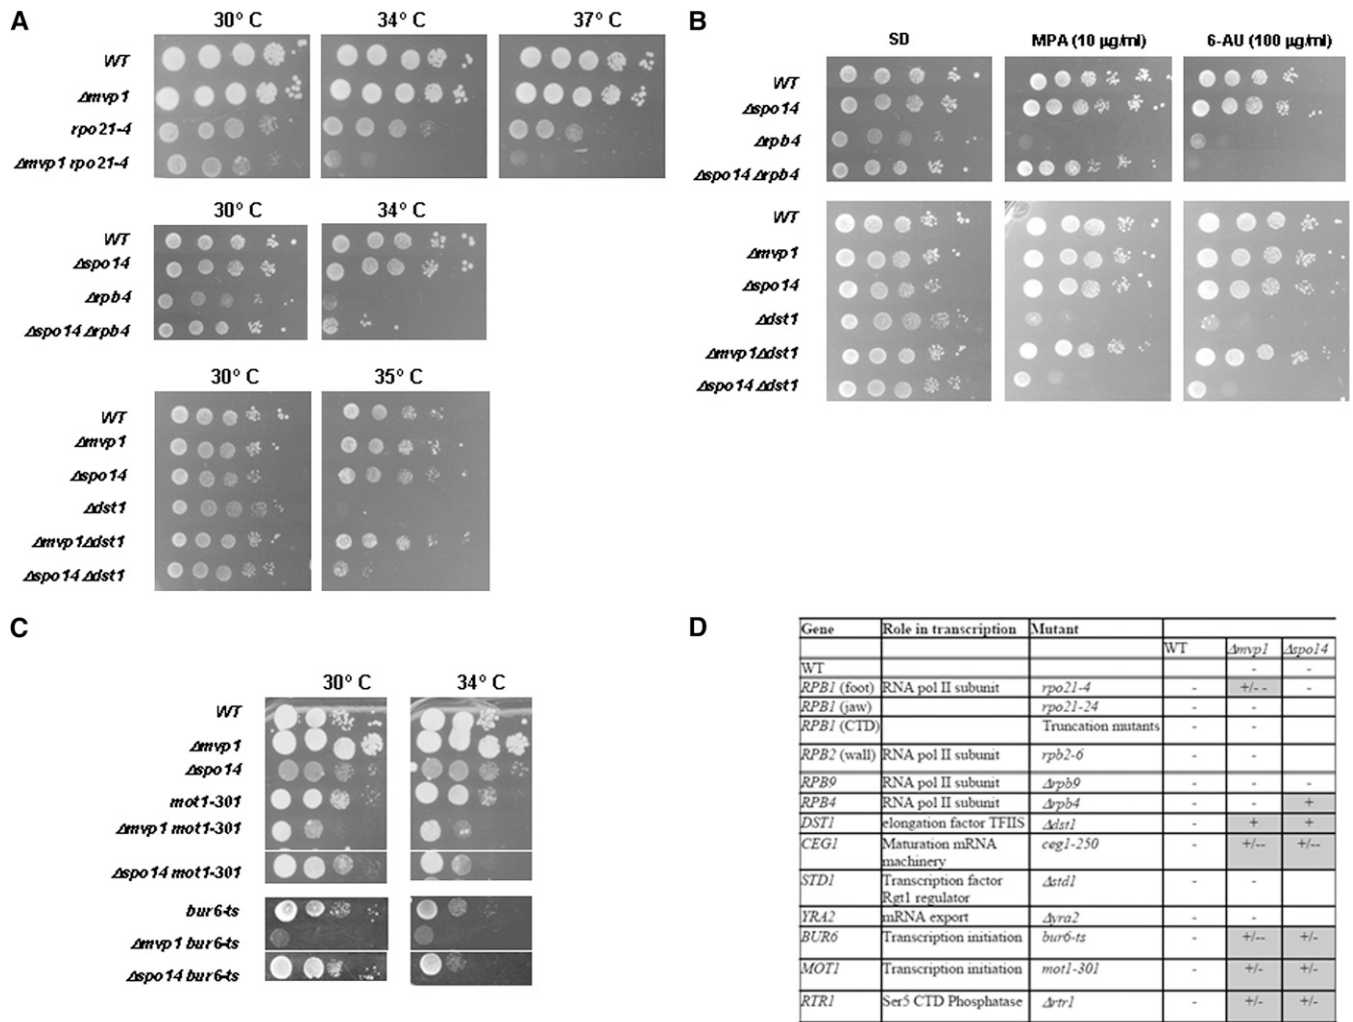 A
30° C 34° C 37° C
WT
Δmvp1
rpo21-4
Δmvp1 rpo21-4
30° C 34° C
WT
Δspo14
Δrpb4
Δspo14 Δrpb4
30° C 35° C
WT
Δmvp1
Δspo14
Δdst1
Δmvp1Δdst1
Δspo14 Δdst1
B
SD MPA (10 µg/ml) 6-AU (100 µg/ml)
WT
Δspo14
Δrpb4
Δspo14 Δrpb4
WT
Δmvp1
Δspo14
Δdst1
Δmvp1Δdst1
Δspo14 Δdst1
C
30° C 34° C
WT
Δmvp1
Δspo14
mot1-301
Δmvp1 mot1-301
Δspo14 mot1-301
bur6-ts
Δmvp1 bur6-ts
Δspo14 bur6-ts
D
Gene Role in transcription Mutant
WT Δmvp1 Δspo14
WT - -
RPB1 (foot) RNA pol II subunit rpo21-4 - +/-- -
RPB1 (jaw) rpo21-24 - -
RPB1 (CTD) Truncation mutants - -
RPB2 (wall) RNA pol II subunit rpb2-6 - -
RPB9 RNA pol II subunit Δrpb9 - - -
RPB4 RNA pol II subunit Δrpb4 - - +
DST1 elongation factor TFIIS Δdst1 - + +
CEG1 Maturation mRNA ceg1-250 - +/-- +/--
machinery
STD1 Transcription factor Δstd1 - -
Rgt1 regulator
YRA2 mRNA export Δyra2 - -
BUR6 Transcription initiation bur6-ts - +/-- +/-
MOT1 Transcription initiation mot1-301 - +/- +/-
RTR1 Ser5 CTD Phosphatase Δrtr1 - +/- +/-